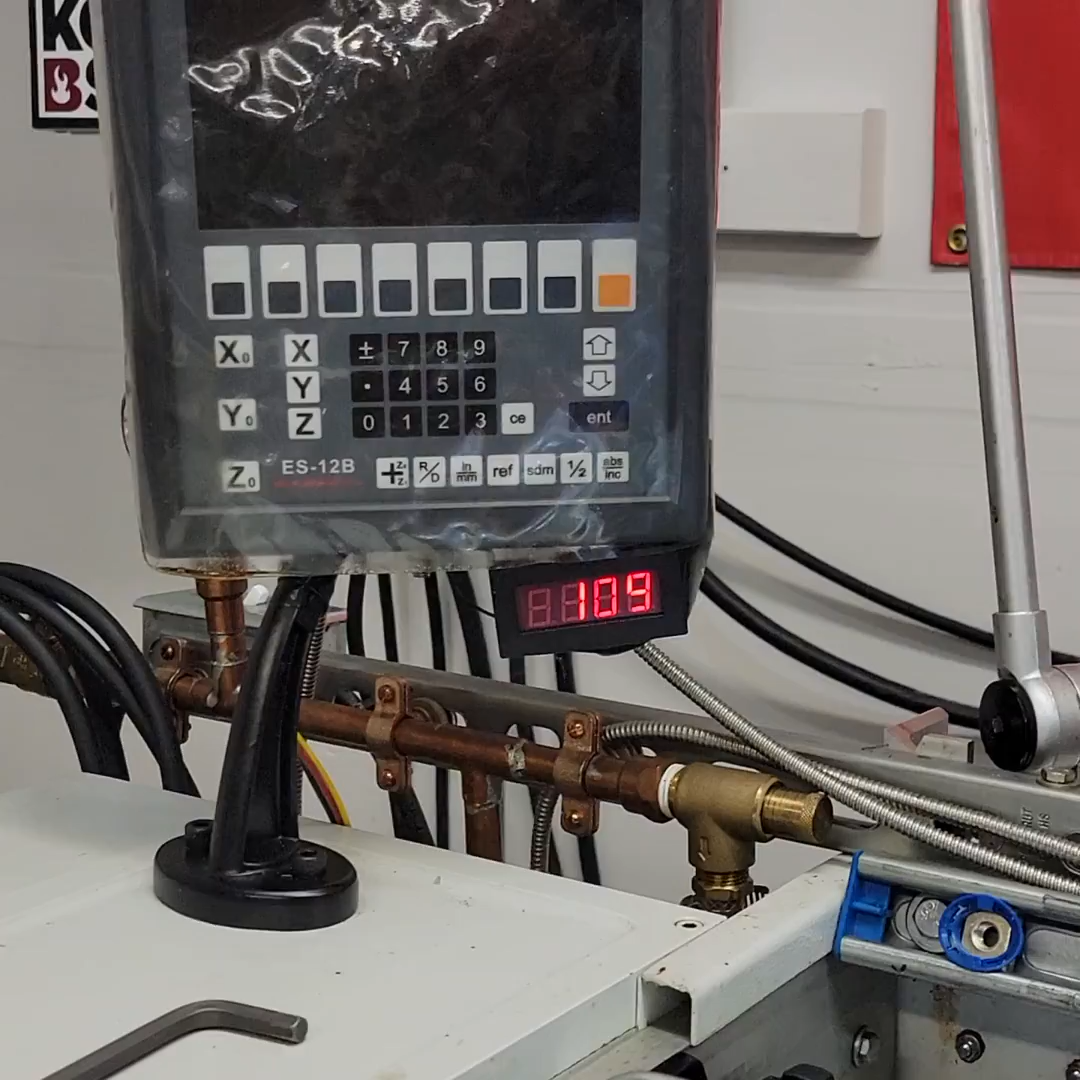 X₀ X ± 7 8 9
Y • 4 5 6
Y₀ Z 0 1 2 3 ce ent
Z₀ ES-12B R/D in/mm ref sdm ½ abs/inc
109